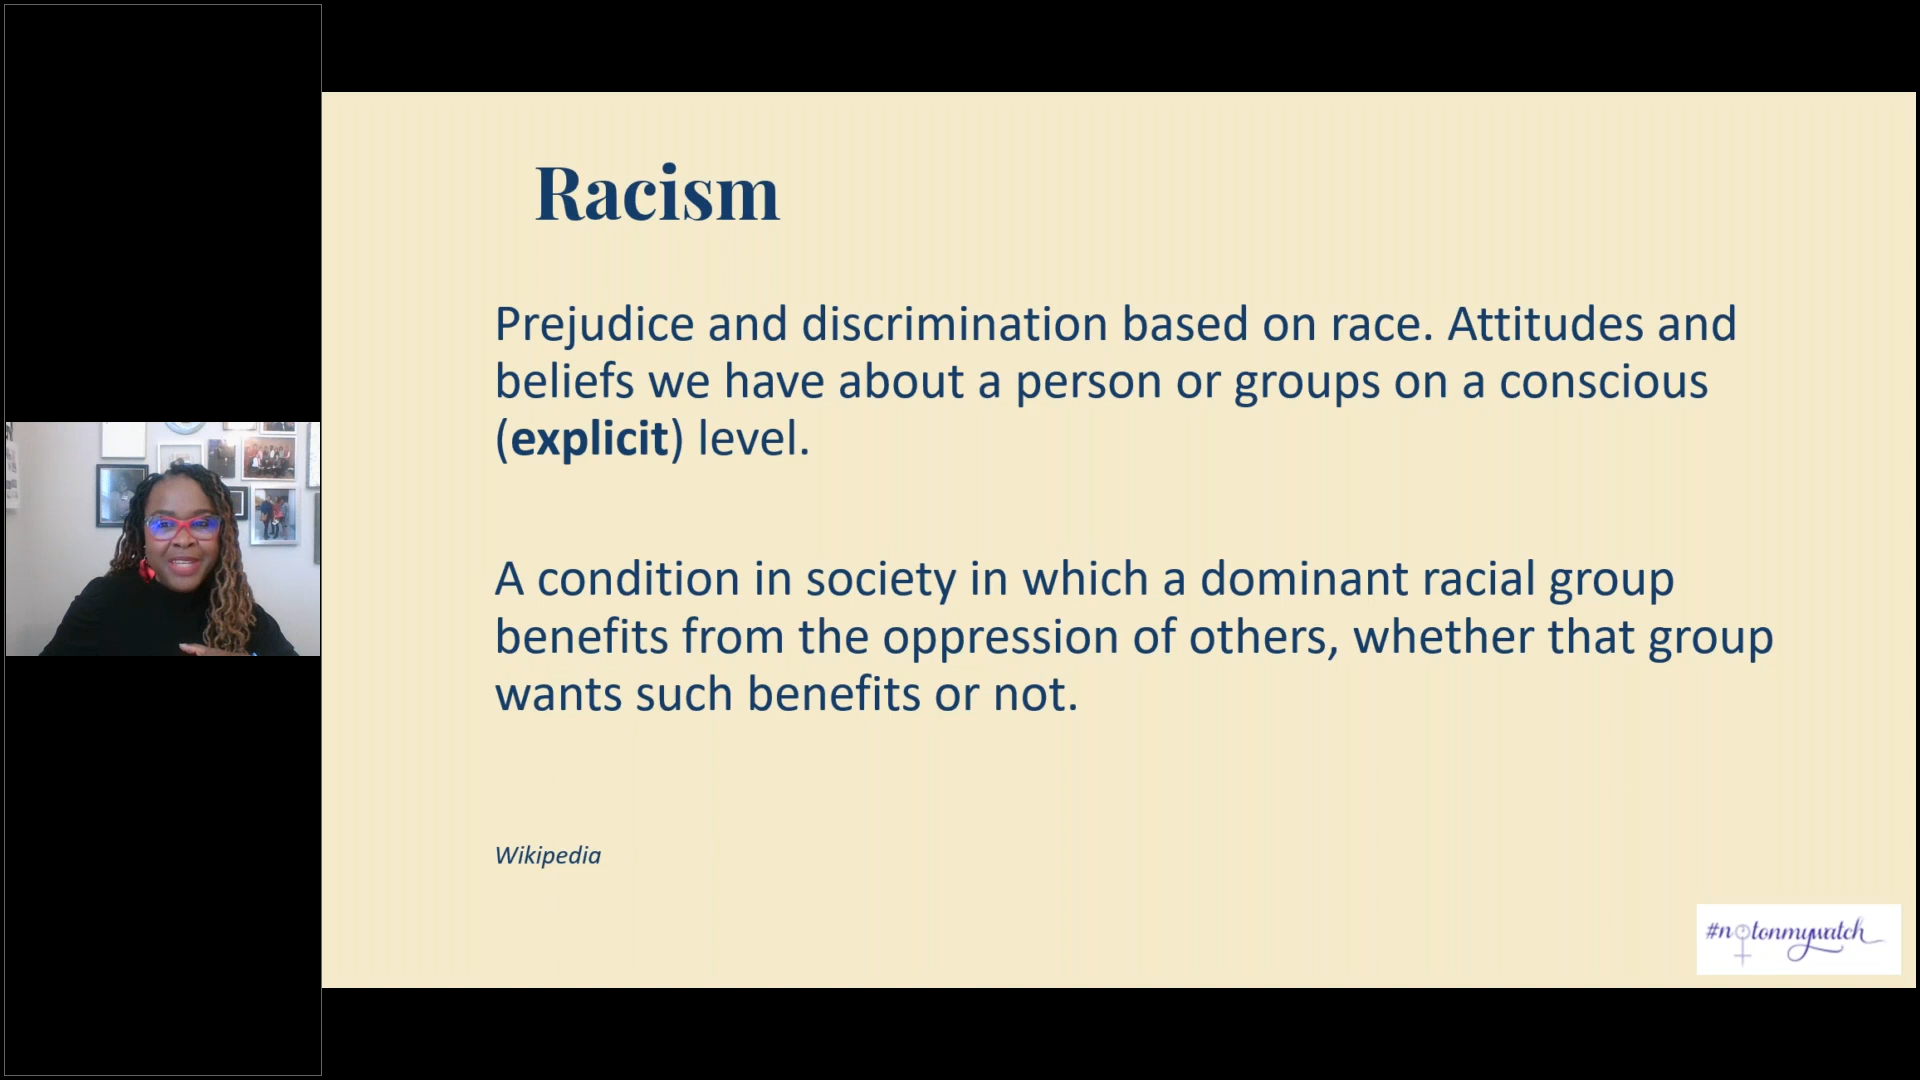 Racism
Prejudice and discrimination based on race. Attitudes and
beliefs we have about a person or groups on a conscious
(explicit) level.
A condition in society in which a dominant racial group
benefits from the oppression of others, whether that group
wants such benefits or not.
Wikipedia
#notonmywatch